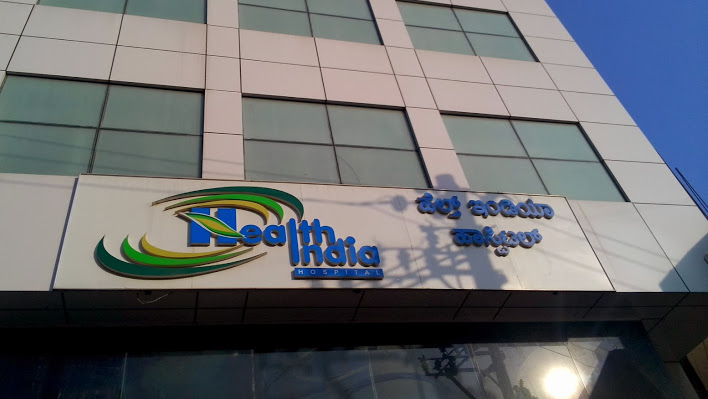 Health
India
HOSPITAL
ಹೆಲ್ತ್ ಇಂಡಿಯಾ
ಹಾಸ್ಪಿಟಲ್